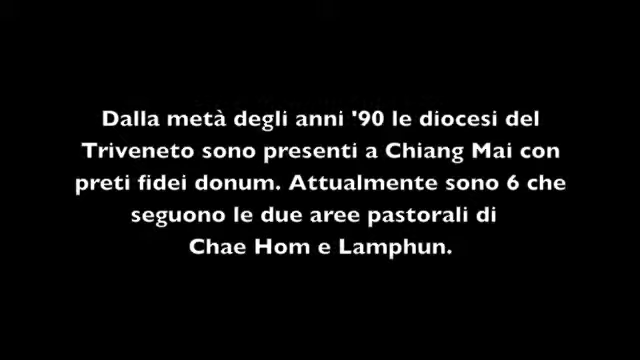 Dalla metà degli anni '90 le diocesi del
Triveneto sono presenti a Chiang Mai con
preti fidei donum. Attualmente sono 6 che
seguono le due aree pastorali di
Chae Hom e Lamphun.